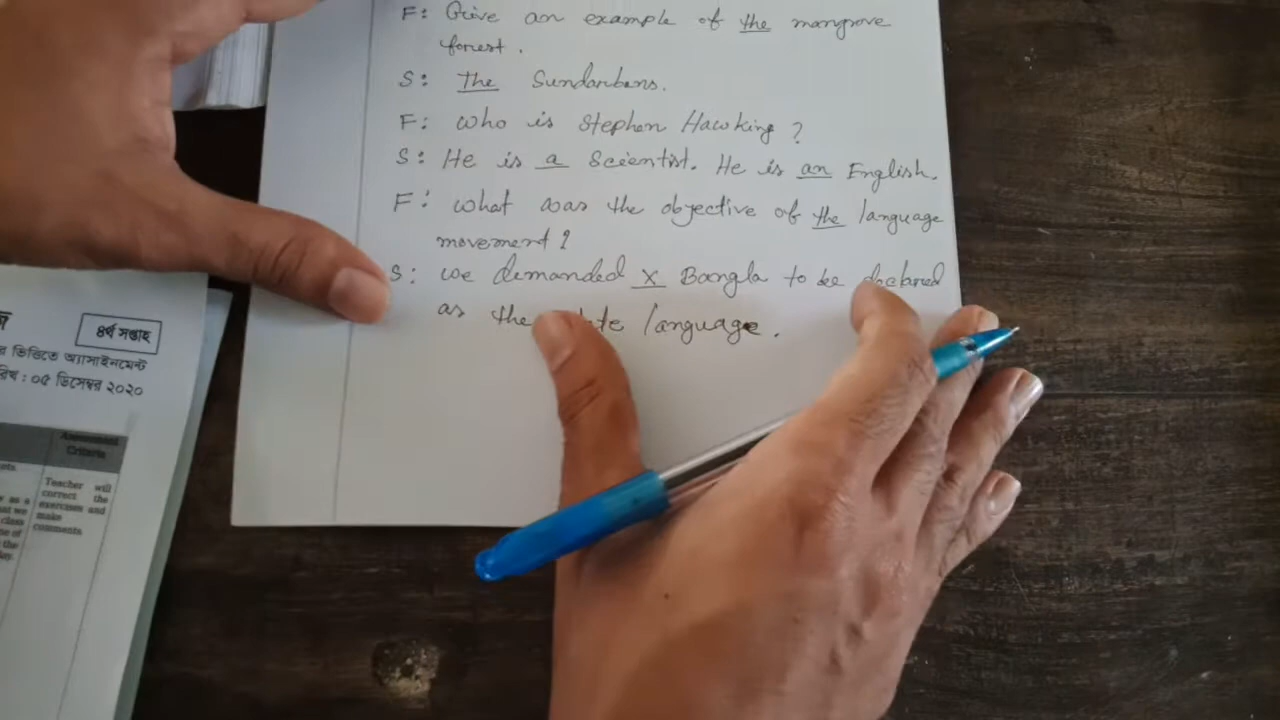 F: Give an example of the mangrove
forest.
S: The Sundarbans.
F: who is Stephen Hawking?
S: He is a Scientist. He is an English.
F: what was the objective of the language
movement?
S: we demanded X Bangla to be declared
as the language.
৪র্থ সপ্তাহ
র ভিত্তিতে অ্যাসাইনমেন্ট
রিখ : ০৫ ডিসেম্বর ২০২০
Assessment
Criteria
Teacher will
correct the
exercises and
make
comments